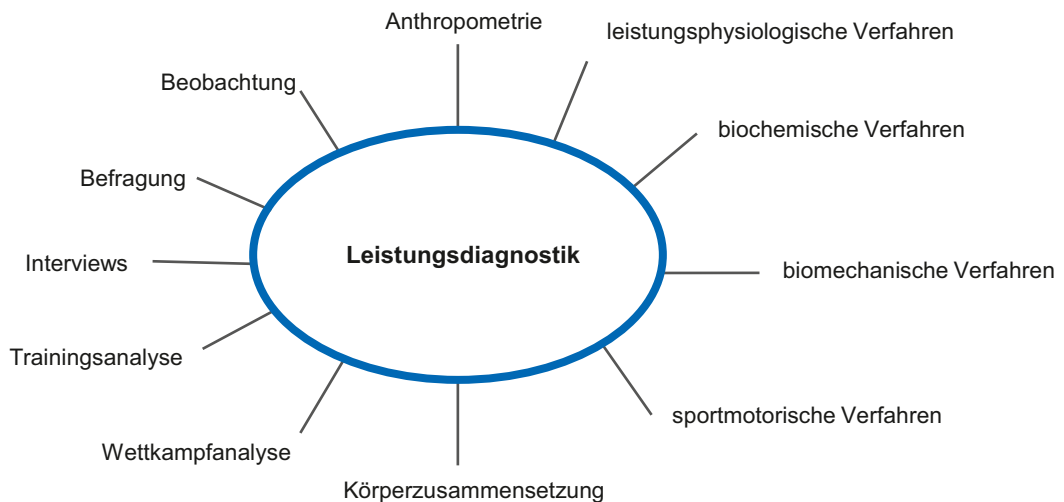 Anthropometrie
leistungsphysiologische Verfahren
Beobachtung
biochemische Verfahren
Befragung
Leistungsdiagnostik
Interviews
biomechanische Verfahren
Trainingsanalyse
sportmotorische Verfahren
Wettkampfanalyse
Körperzusammensetzung